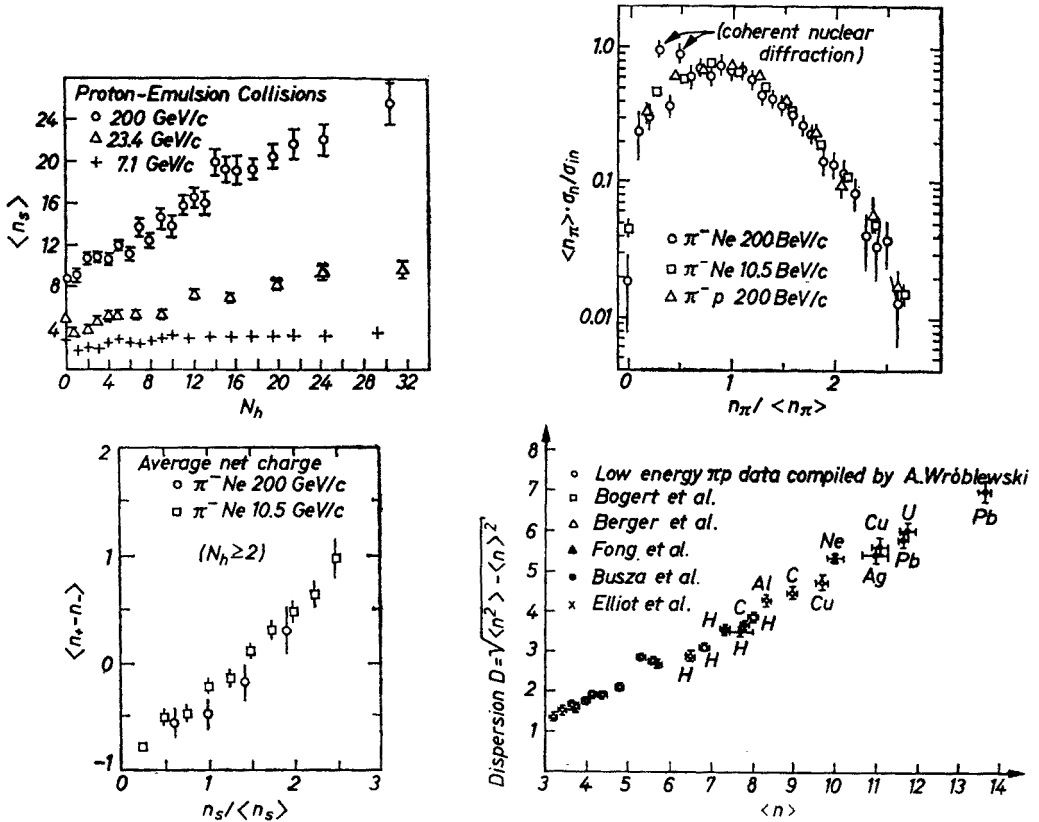 Proton-Emulsion Collisions
200 GeV/c
23.4 GeV/c
7.1 GeV/c
24
20
16
12
8
4
<n_s>
0 4 8 12 16 20 24 28 32
N_h
(coherent nuclear
diffraction)
1.0
0.1
0.01
<n_π>·σ_n/σ_in
π⁻ Ne 200 BeV/c
π⁻ Ne 10.5 BeV/c
π⁻ p 200 BeV/c
0 1 2
n_π/<n_π>
Average net charge
π⁻ Ne 200 GeV/c
π⁻ Ne 10.5 GeV/c
(N_h≥2)
2
1
0
-1
<n₊-n₋>
0 1 2 3
n_s/<n_s>
8
7
6
5
4
3
2
1
Dispersion D=√<n²>-<n>²
Low energy πp data compiled by A.Wróblewski
Bogert et al.
Berger et al.
Fong et al.
Busza et al.
Elliot et al.
Pb
Cu U
Ne
Ag Pb
Al C
Cu
C
H H
H H H
3 4 5 6 7 8 9 10 11 12 13 14
<n>